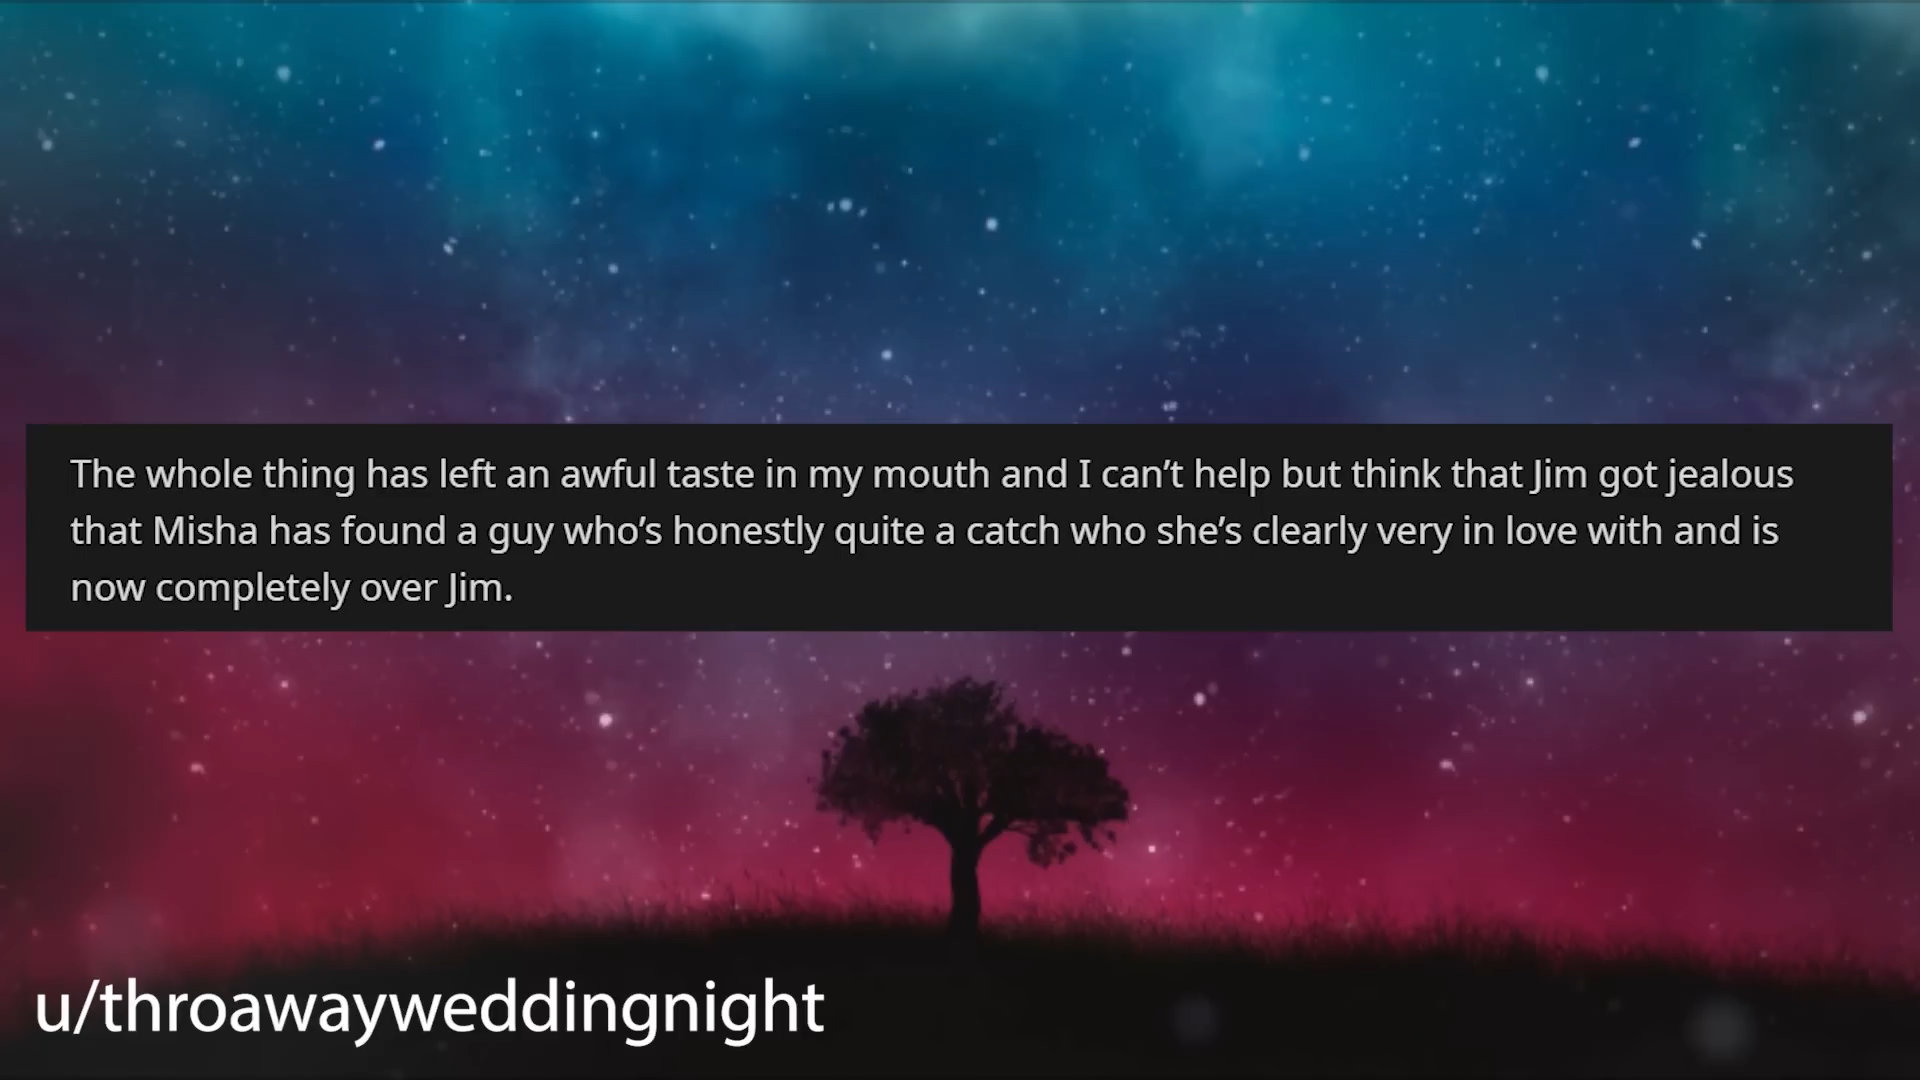 The whole thing has left an awful taste in my mouth and I can’t help but think that Jim got jealous
that Misha has found a guy who’s honestly quite a catch who she’s clearly very in love with and is
now completely over Jim.
u/throawayweddingnight